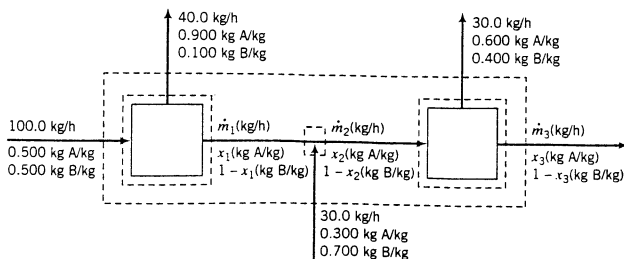 40.0 kg/h
0.900 kg A/kg
0.100 kg B/kg
30.0 kg/h
0.600 kg A/kg
0.400 kg B/kg
100.0 kg/h
0.500 kg A/kg
0.500 kg B/kg
ṁ₁(kg/h)
x₁(kg A/kg)
1 − x₁(kg B/kg)
ṁ₂(kg/h)
x₂(kg A/kg)
1 − x₂(kg B/kg)
ṁ₃(kg/h)
x₃(kg A/kg)
1 − x₃(kg B/kg)
30.0 kg/h
0.300 kg A/kg
0.700 kg B/kg